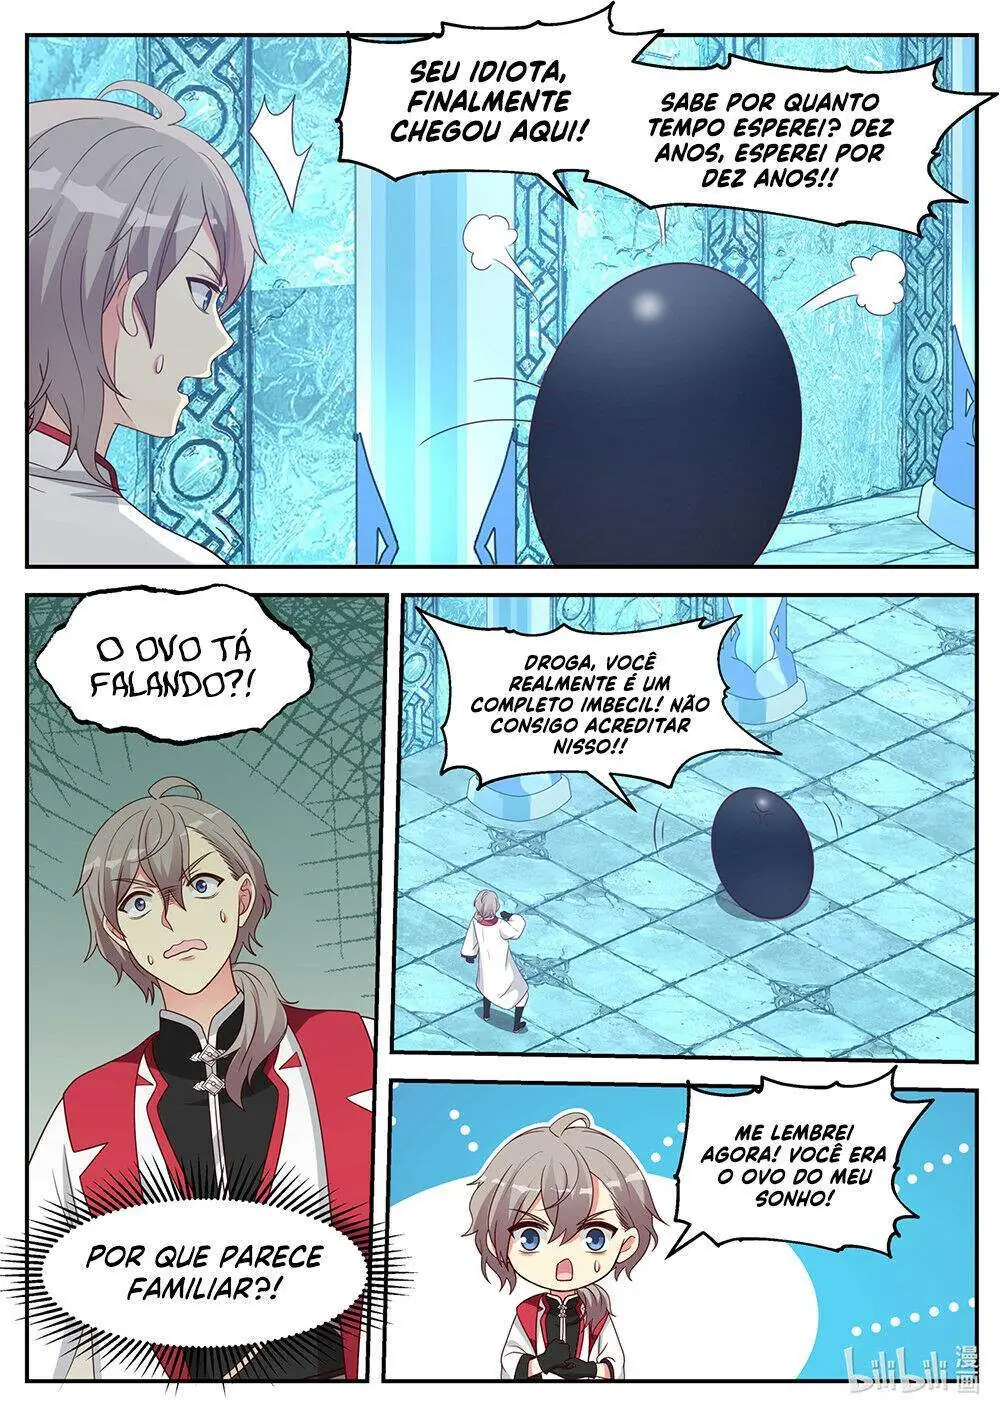 SEU IDIOTA,
FINALMENTE
CHEGOU AQUI!
SABE POR QUANTO
TEMPO ESPEREI? DEZ
ANOS, ESPEREI POR
DEZ ANOS!!
O OVO TÁ
FALANDO?!
DROGA, VOCÊ
REALMENTE É UM
COMPLETO IMBECIL! NÃO
CONSIGO ACREDITAR
NISSO!!
POR QUE PARECE
FAMILIAR?!
ME LEMBREI
AGORA! VOCÊ ERA
O OVO DO MEU
SONHO!
bilibili 漫画